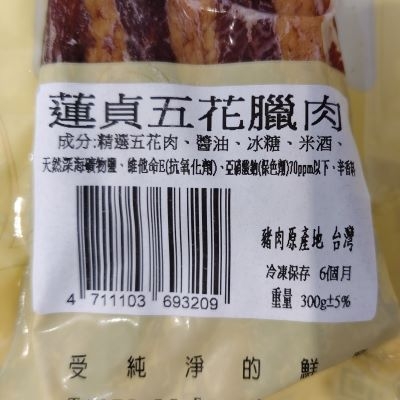 蓮貞五花臘肉
成分:精選五花肉、醬油、冰糖、米酒、
天然深海礦物鹽、維他命E(抗氧化劑)、亞硝酸鈉(保色劑)70ppm以下、辛香料
豬肉原產地 台灣
冷凍保存 6個月
重量 300g±5%
4 711103 693209
受純淨的鮮